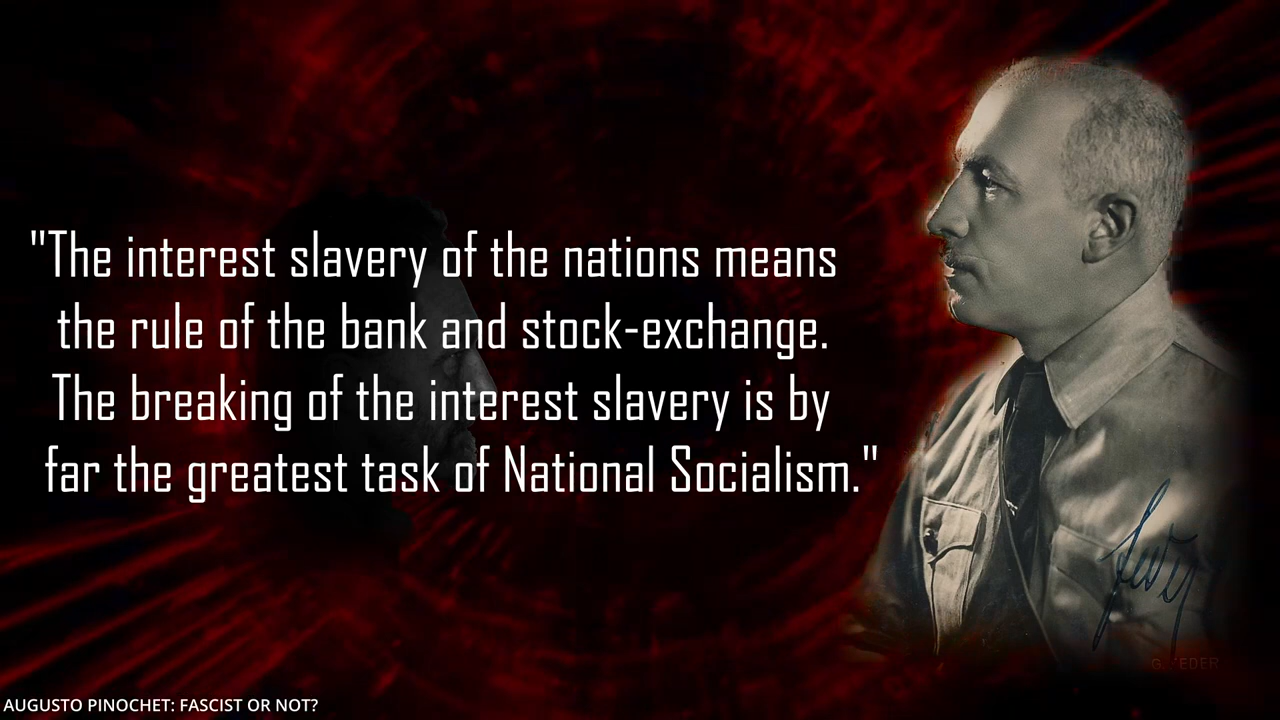 "The interest slavery of the nations means
the rule of the bank and stock-exchange.
The breaking of the interest slavery is by
far the greatest task of National Socialism."
G. FEDER
AUGUSTO PINOCHET: FASCIST OR NOT?